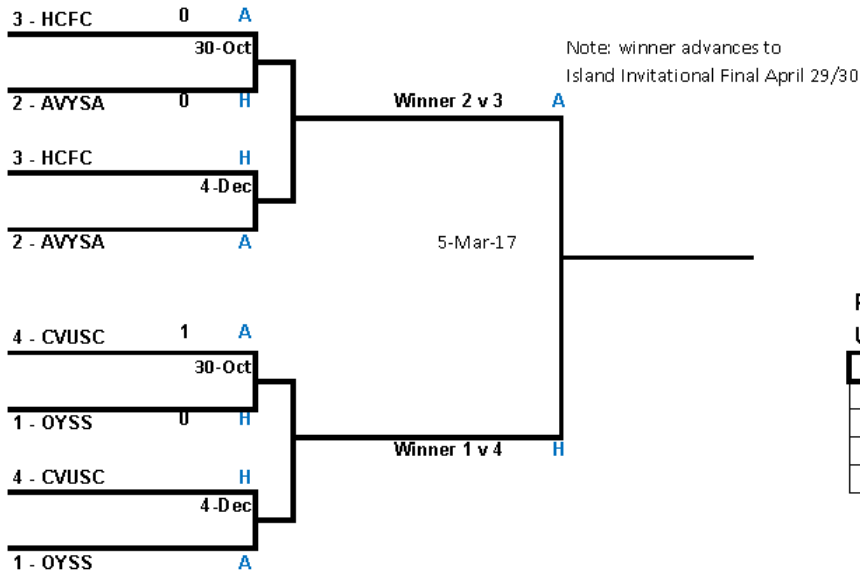 3 - HCFC 0 A
30-Oct
2 - AVYSA 0 H
3 - HCFC H
4-Dec
2 - AVYSA A
Note: winner advances to
Island Invitational Final April 29/30
Winner 2 v 3 A
5-Mar-17
4 - CVUSC 1 A
30-Oct
1 - OYSS 0 H
4 - CVUSC H
4-Dec
1 - OYSS A
Winner 1 v 4 H